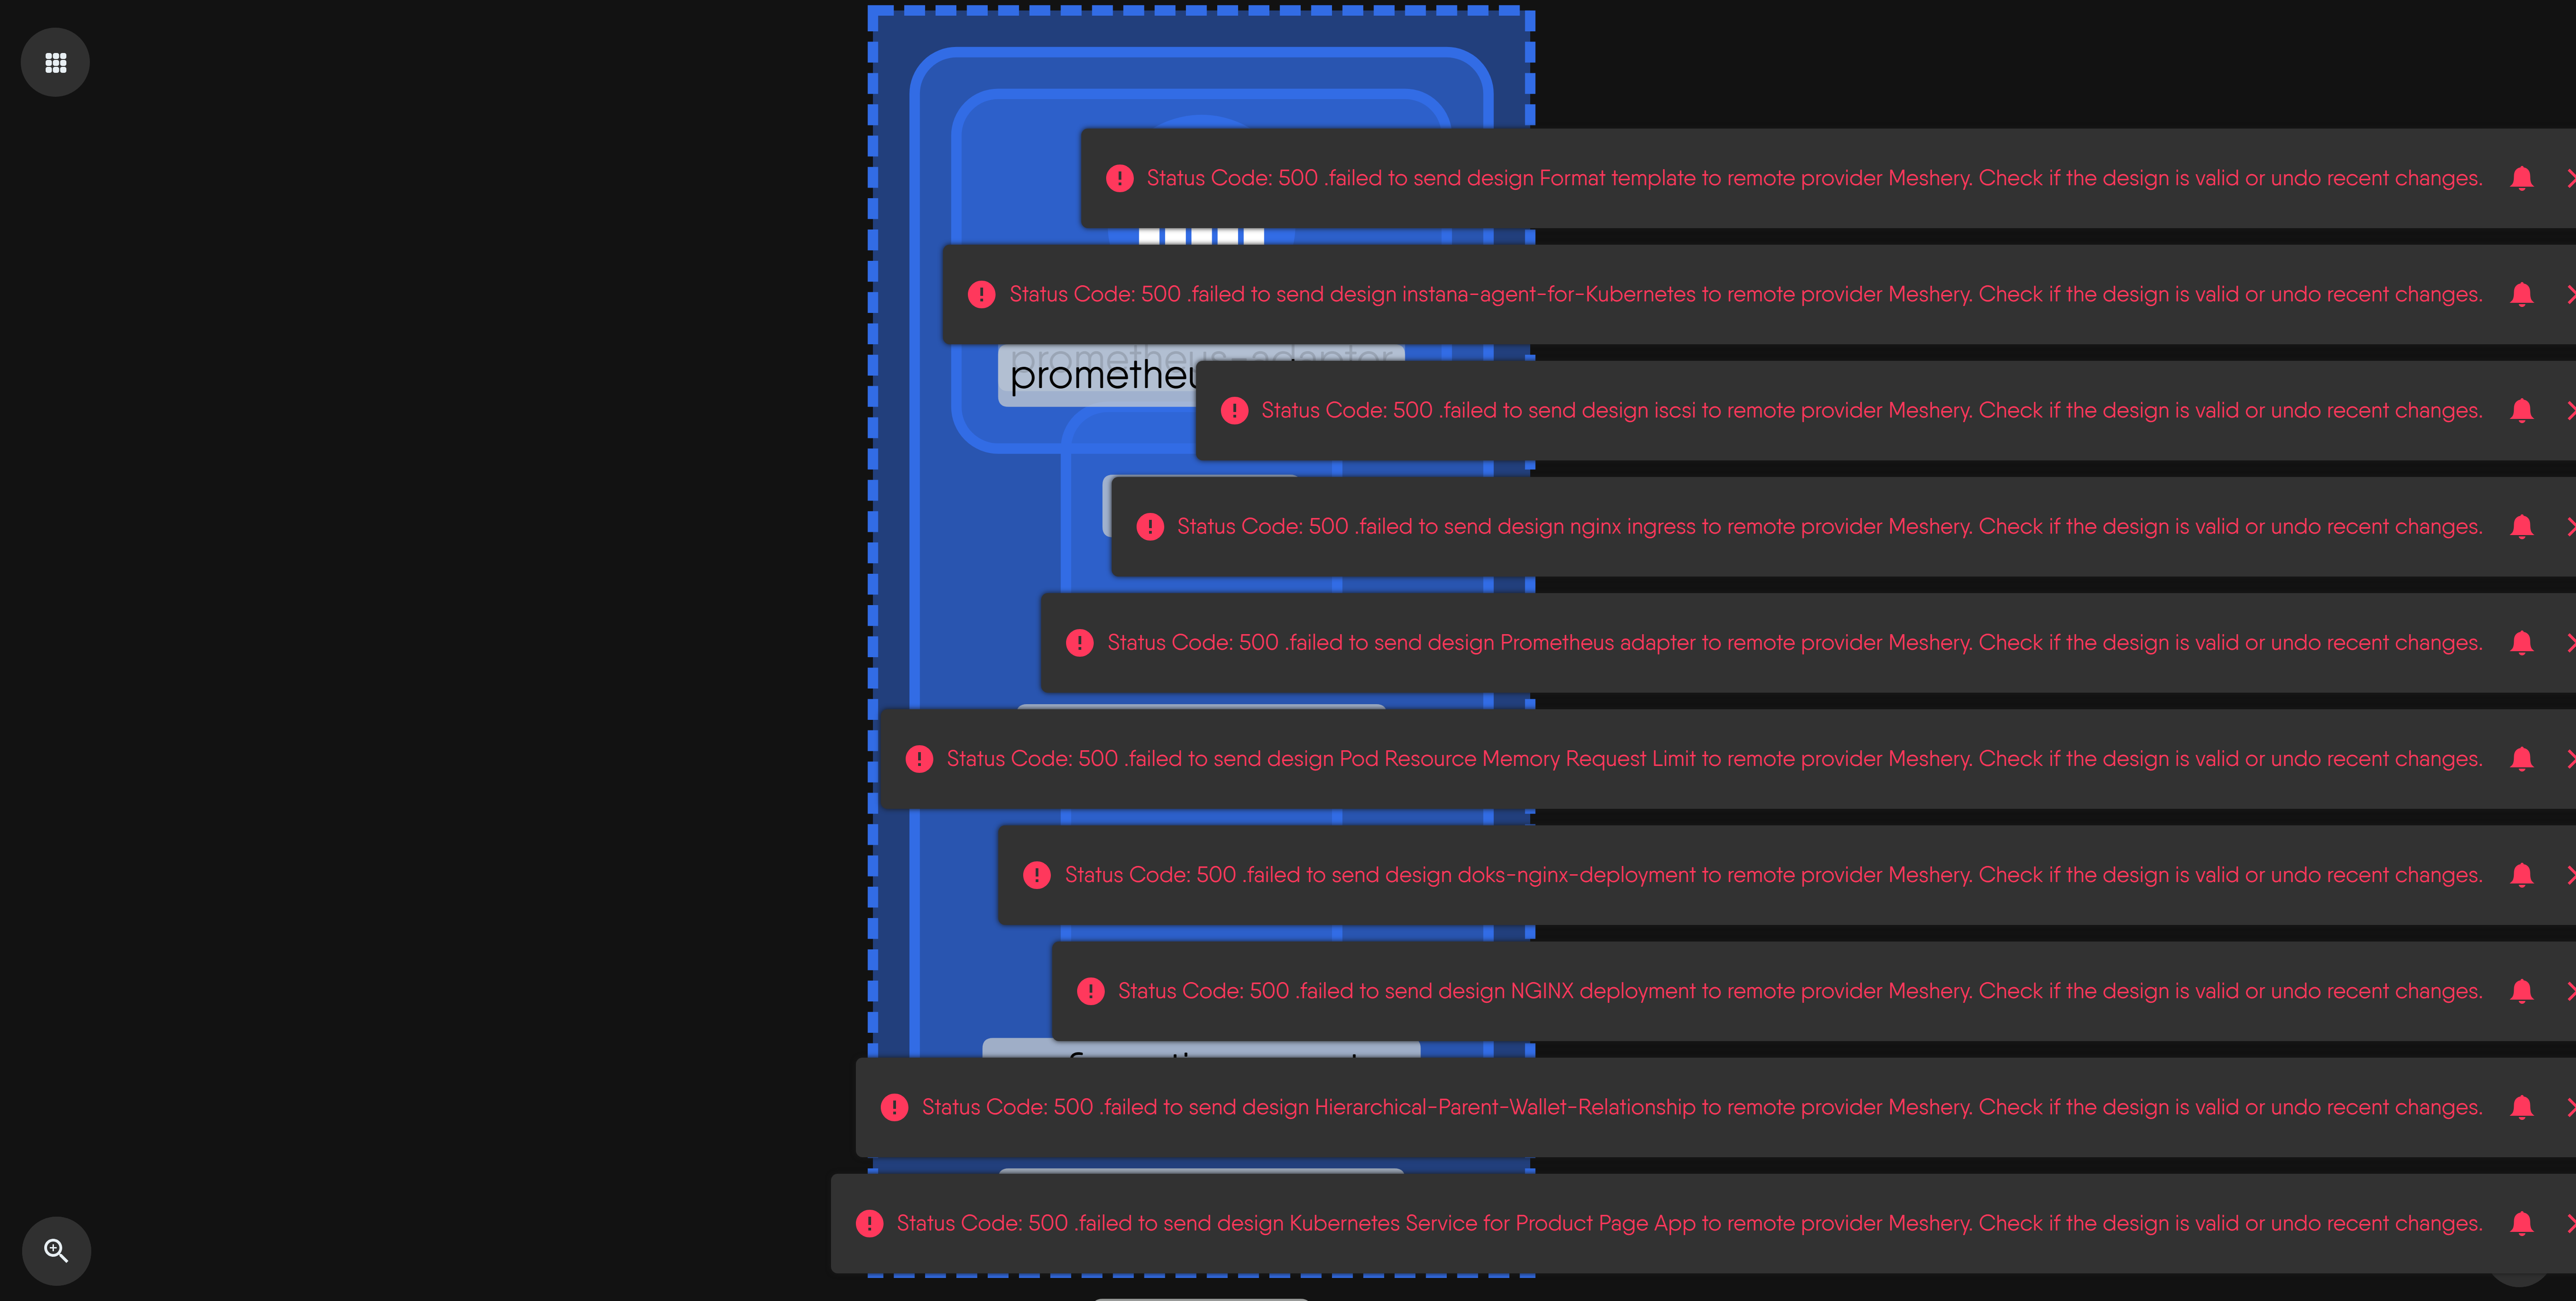 Status Code: 500 .failed to send design Format template to remote provider Meshery. Check if the design is valid or undo recent changes.
Status Code: 500 .failed to send design instana-agent-for-Kubernetes to remote provider Meshery. Check if the design is valid or undo recent changes.
prometheus-adapter
Status Code: 500 .failed to send design iscsi to remote provider Meshery. Check if the design is valid or undo recent changes.
Status Code: 500 .failed to send design nginx ingress to remote provider Meshery. Check if the design is valid or undo recent changes.
Status Code: 500 .failed to send design Prometheus adapter to remote provider Meshery. Check if the design is valid or undo recent changes.
Status Code: 500 .failed to send design Pod Resource Memory Request Limit to remote provider Meshery. Check if the design is valid or undo recent changes.
Status Code: 500 .failed to send design doks-nginx-deployment to remote provider Meshery. Check if the design is valid or undo recent changes.
Status Code: 500 .failed to send design NGINX deployment to remote provider Meshery. Check if the design is valid or undo recent changes.
Status Code: 500 .failed to send design Hierarchical-Parent-Wallet-Relationship to remote provider Meshery. Check if the design is valid or undo recent changes.
Status Code: 500 .failed to send design Kubernetes Service for Product Page App to remote provider Meshery. Check if the design is valid or undo recent changes.